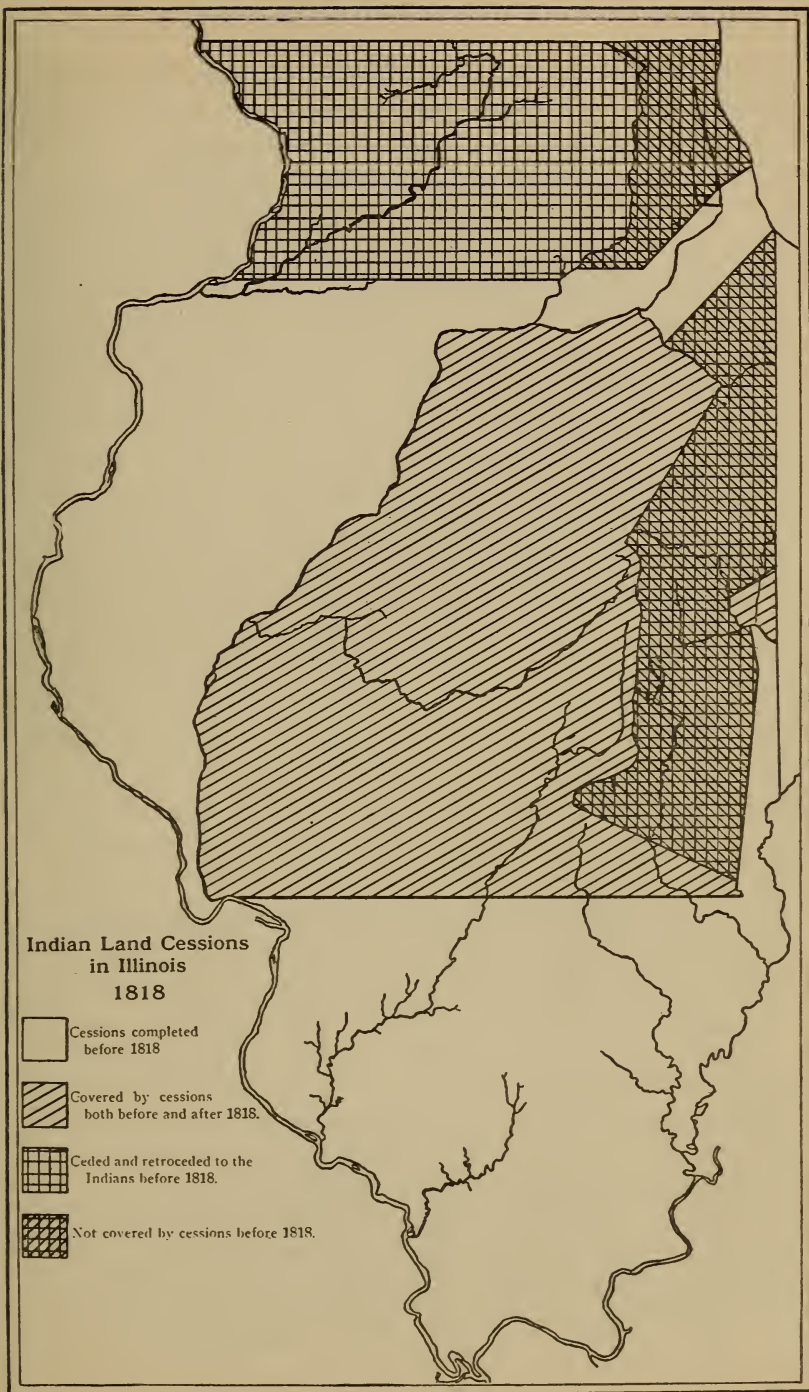 Indian Land Cessions
in Illinois
1818
Cessions completed
before 1818
Covered by cessions
both before and after 1818.
Ceded and retroceded to the
Indians before 1818.
Not covered by cessions before 1818.